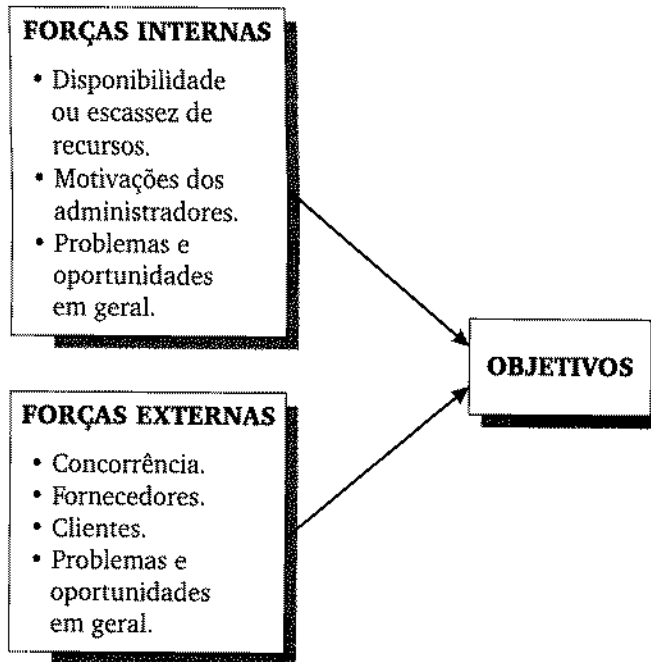 FORÇAS INTERNAS
• Disponibilidade
ou escassez de
recursos.
• Motivações dos
administradores.
• Problemas e
oportunidades
em geral.
OBJETIVOS
FORÇAS EXTERNAS
• Concorrência.
• Fornecedores.
• Clientes.
• Problemas e
oportunidades
em geral.